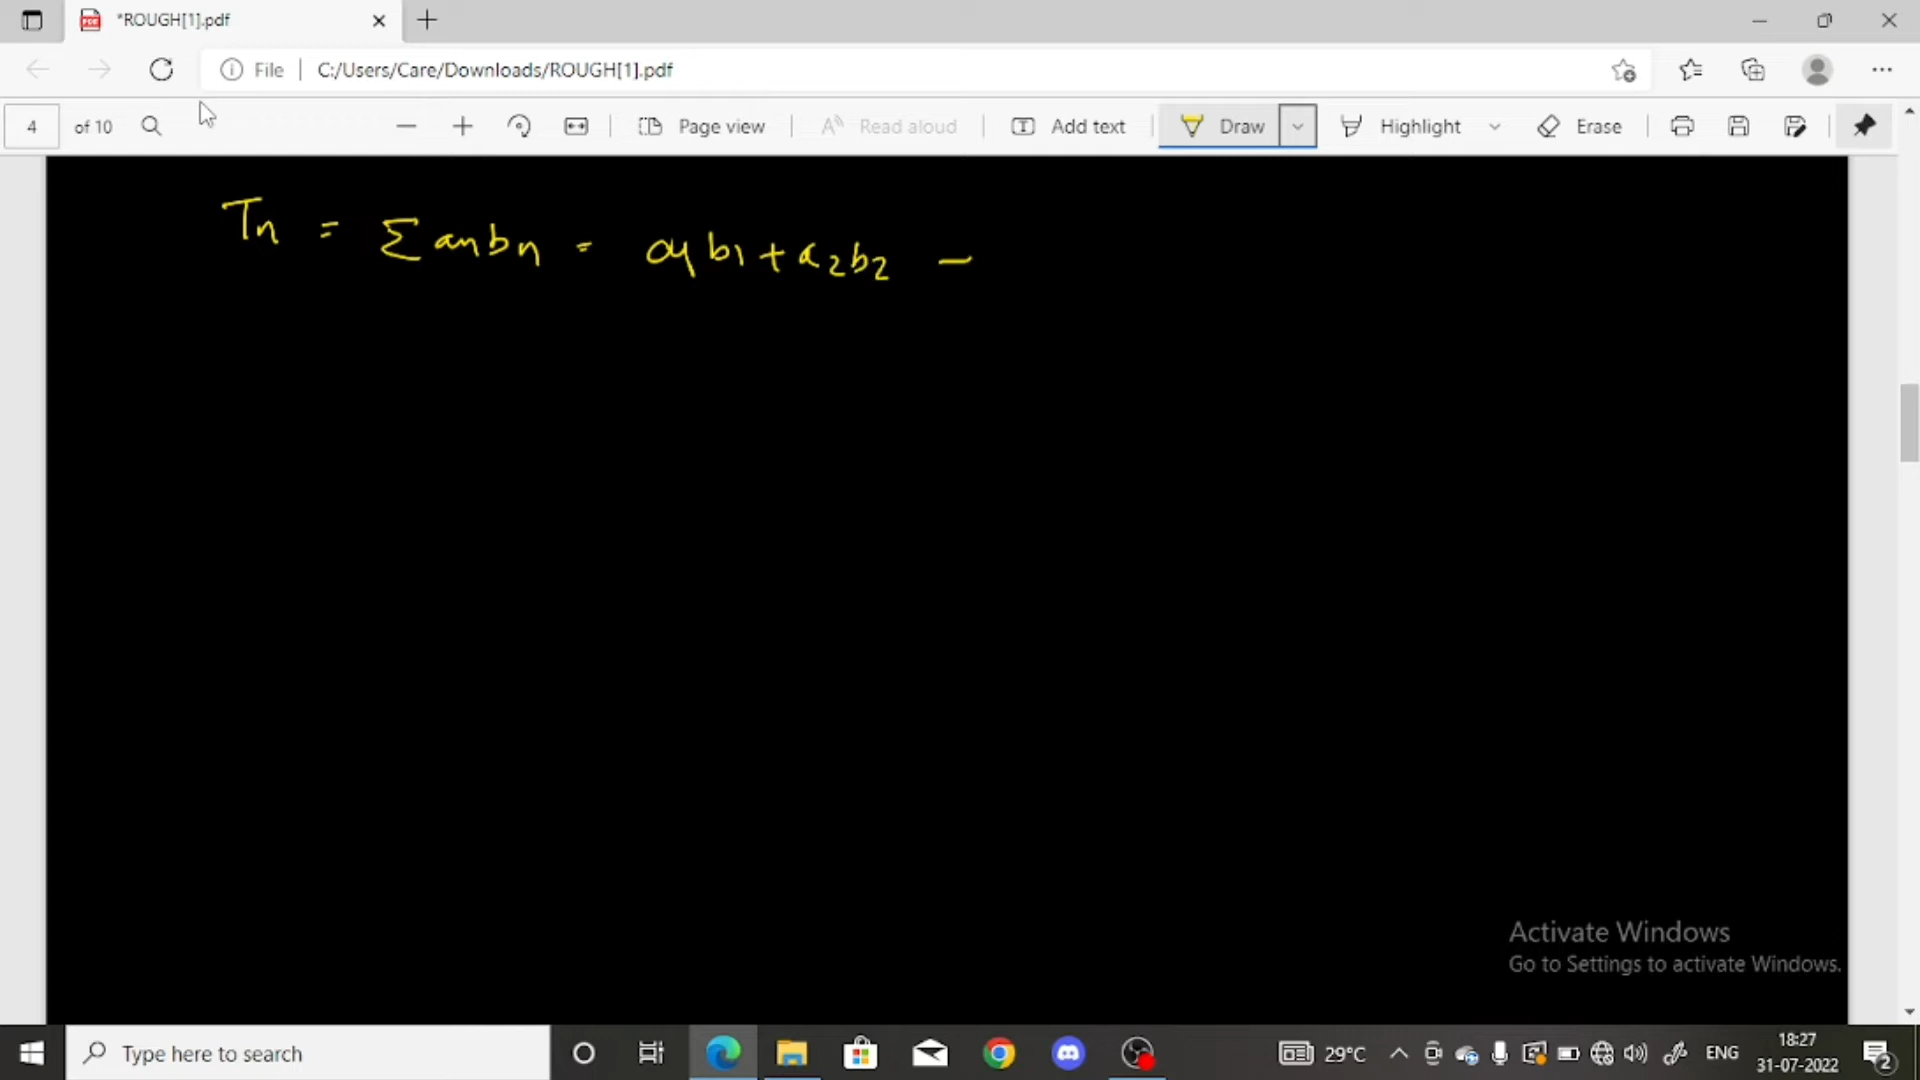 *ROUGH[1].pdf
File C:/Users/Care/Downloads/ROUGH[1].pdf
4 of 10 Page view Read aloud Add text Draw Highlight Erase
Tn = Σ anbn = a1b1 + a2b2 —
Activate Windows
Go to Settings to activate Windows.
Type here to search 29°C ENG 18:27
31-07-2022 2